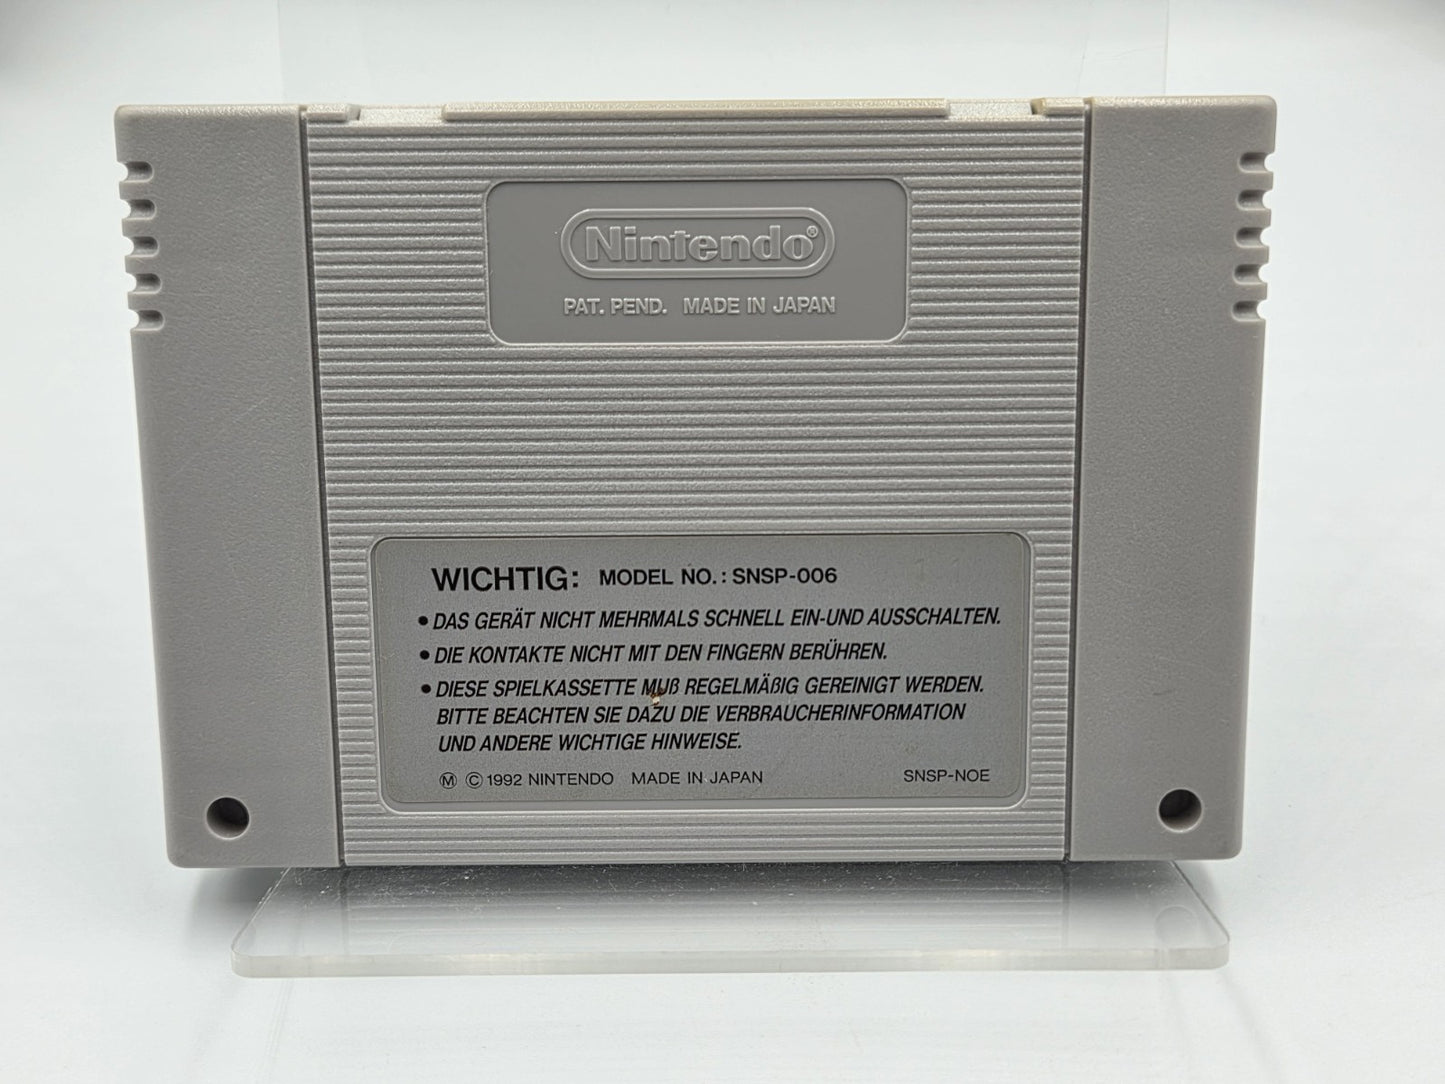 Nintendo®
PAT. PEND. MADE IN JAPAN
WICHTIG: MODEL NO.: SNSP-006
• DAS GERÄT NICHT MEHRMALS SCHNELL EIN-UND AUSSCHALTEN.
• DIE KONTAKTE NICHT MIT DEN FINGERN BERÜHREN.
• DIESE SPIELKASSETTE MUß REGELMÄßIG GEREINIGT WERDEN.
BITTE BEACHTEN SIE DAZU DIE VERBRAUCHERINFORMATION
UND ANDERE WICHTIGE HINWEISE.
Ⓜ © 1992 NINTENDO MADE IN JAPAN SNSP-NOE